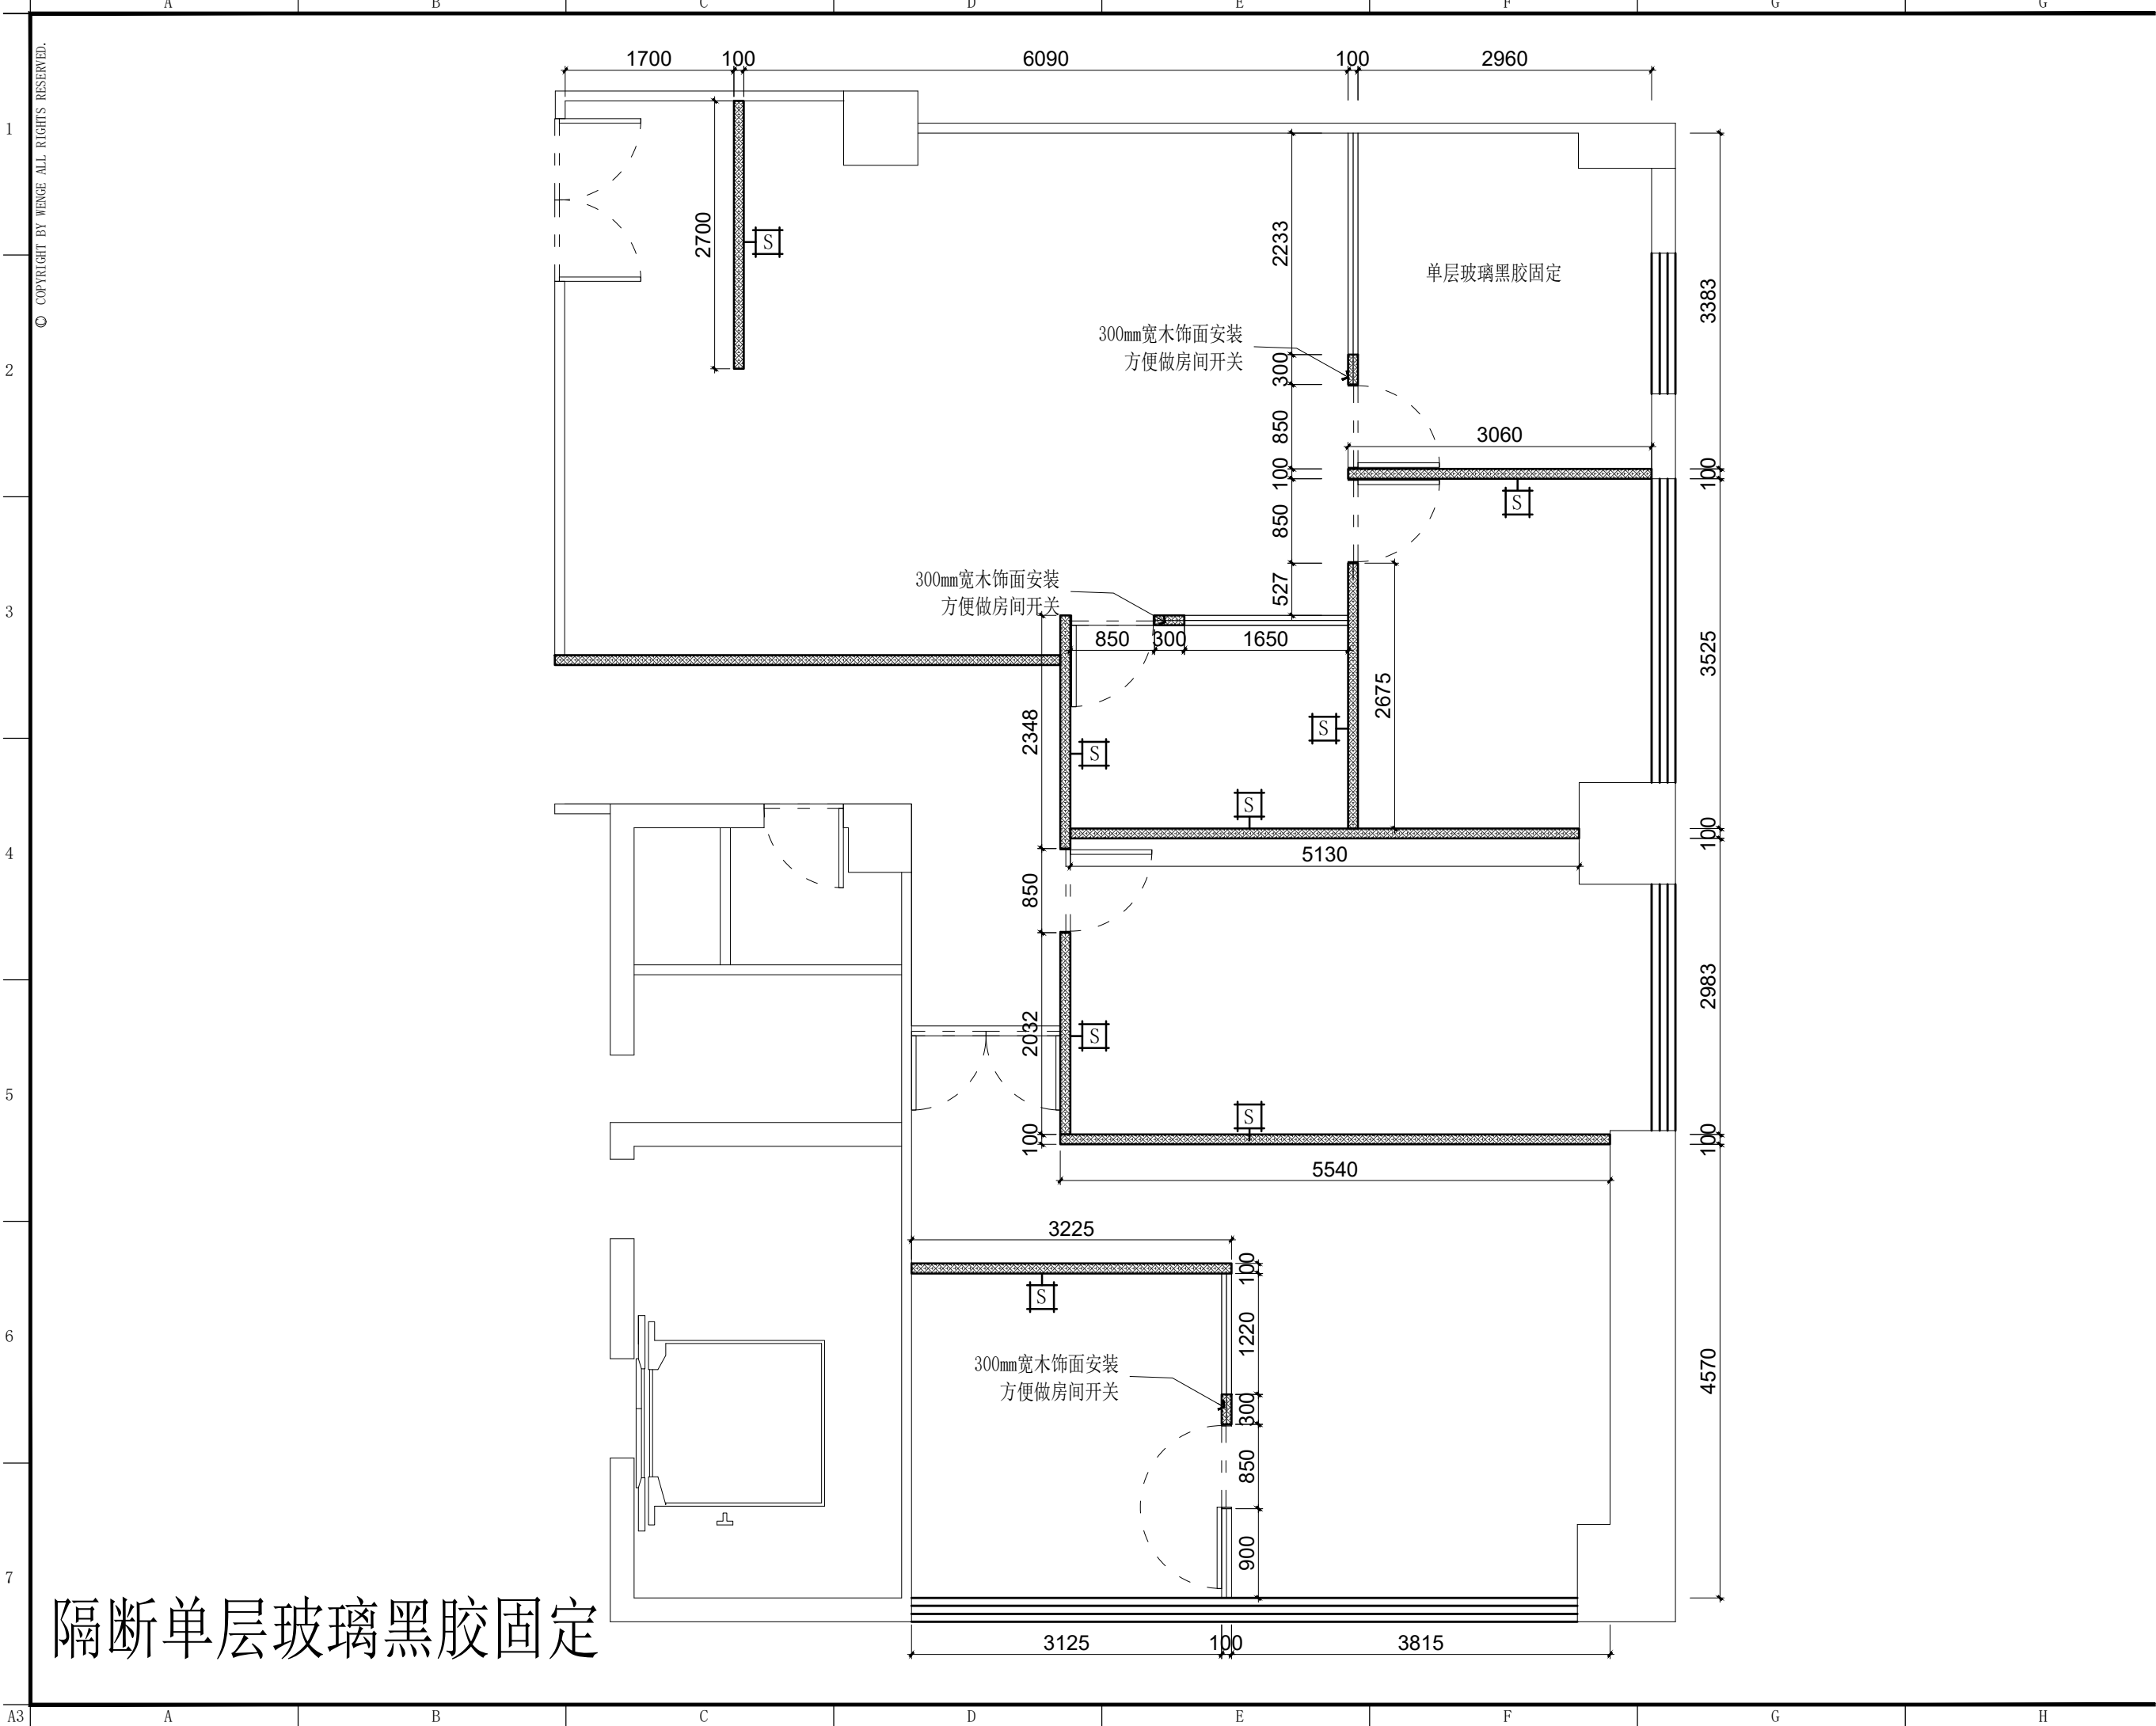 A B C D E F G G
© COPYRIGHT BY WENGE ALL RIGHTS RESERVED.
1700 100 6090 100 2960
1
2700
S
2233
单层玻璃黑胶固定
3383
300mm宽木饰面安装
方便做房间开关
2
300
850
3060
100
100
S
850
300mm宽木饰面安装
方便做房间开关
527
3
850 300 1650
3525
2675
2348
S
S
S
100
4
5130
850
2983
2032
S
5
S
100
100
5540
3225
100
S
1220
6
300mm宽木饰面安装
方便做房间开关
300
4570
850
900
7
隔断单层玻璃黑胶固定
3125 100 3815
A3 A B C D E F G H